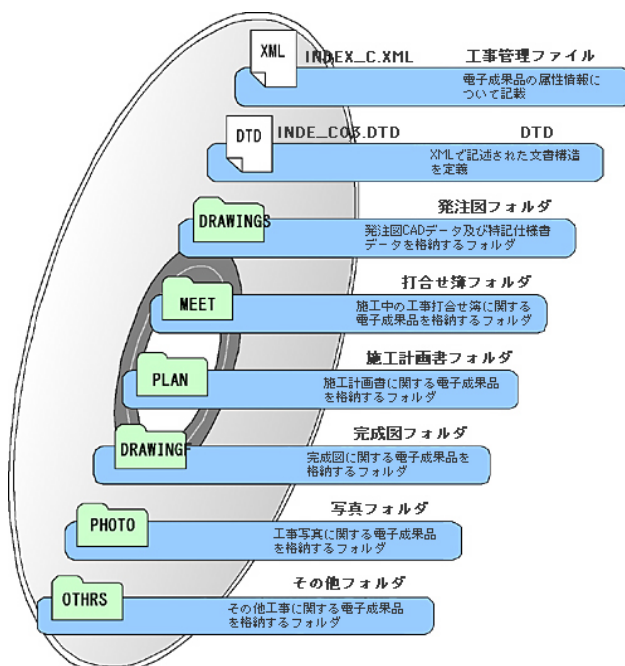 XML
INDEX_C.XML
工事管理ファイル
電子成果品の属性情報に
ついて記載
DTD
INDE_C03.DTD
DTD
XMLで記述された文書構造
を定義
発注図フォルダ
DRAWINGS
発注図CADデータ及び特記仕様書
データを格納するフォルダ
打合せ簿フォルダ
MEET
施工中の工事打合せ簿に関する
電子成果品を格納するフォルダ
施工計画書フォルダ
PLAN
施工計画書に関する電子成果品
を格納するフォルダ
完成図フォルダ
DRAWINGF
完成図に関する電子成果品を
格納するフォルダ
写真フォルダ
PHOTO
工事写真に関する電子成果品
を格納するフォルダ
その他フォルダ
OTHRS
その他工事に関する電子成果品
を格納するフォルダ